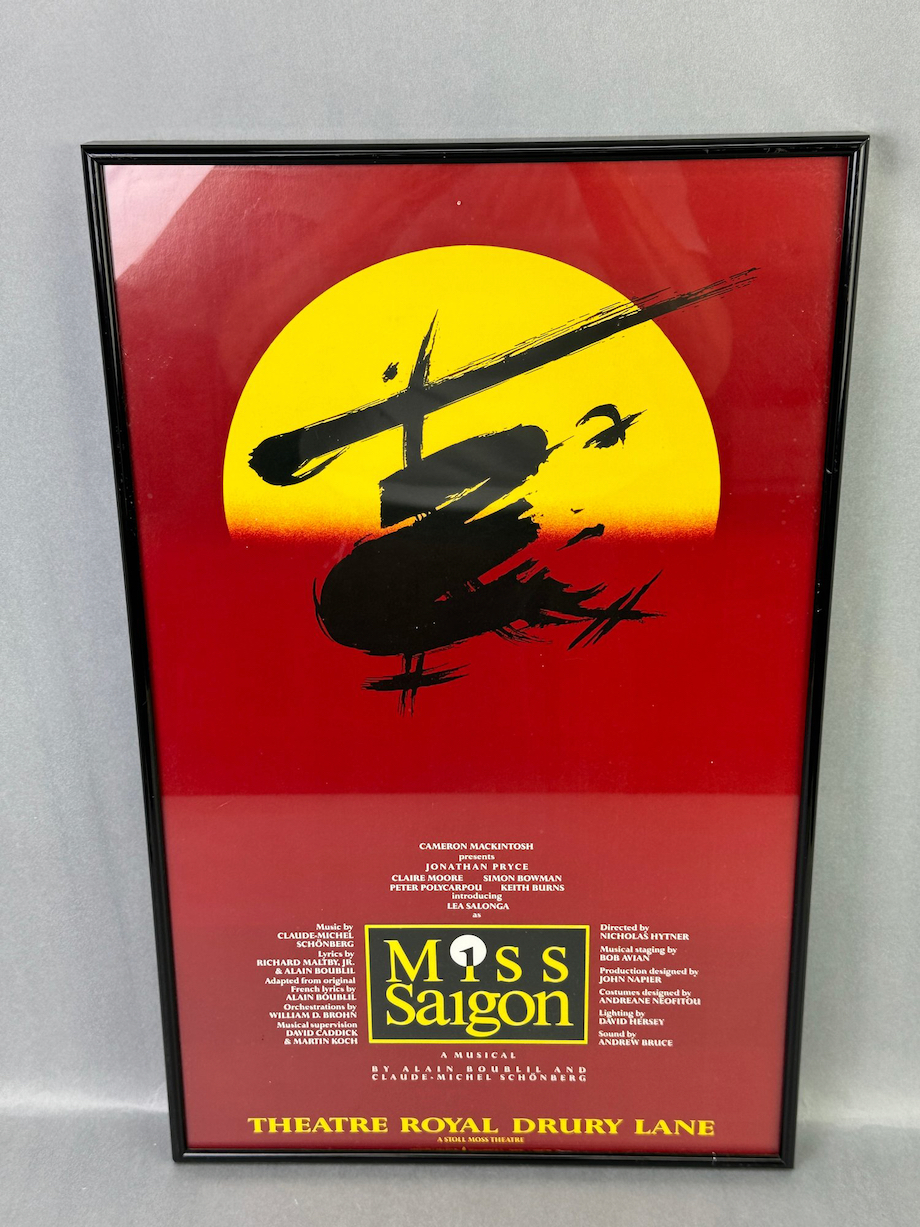 CAMERON MACKINTOSH
presents
JONATHAN PRYCE
CLAIRE MOORE SIMON BOWMAN
PETER POLYCARPOU KEITH BURNS
introducing
LEA SALONGA
as
Music by
CLAUDE-MICHEL
SCHÖNBERG
Lyrics by
RICHARD MALTBY, JR.
& ALAIN BOUBLIL
Adapted from original
French lyrics by
ALAIN BOUBLIL
Orchestrations by
WILLIAM D. BROHN
Musical supervision
DAVID CADDICK
& MARTIN KOCH
Miss
Saigon
Directed by
NICHOLAS HYTNER
Musical staging by
BOB AVIAN
Production designed by
JOHN NAPIER
Costumes designed by
ANDREANE NEOFITOU
Lighting by
DAVID HERSEY
Sound by
ANDREW BRUCE
A MUSICAL
BY ALAIN BOUBLIL AND
CLAUDE-MICHEL SCHÖNBERG
THEATRE ROYAL DRURY LANE
A STOLL MOSS THEATRE